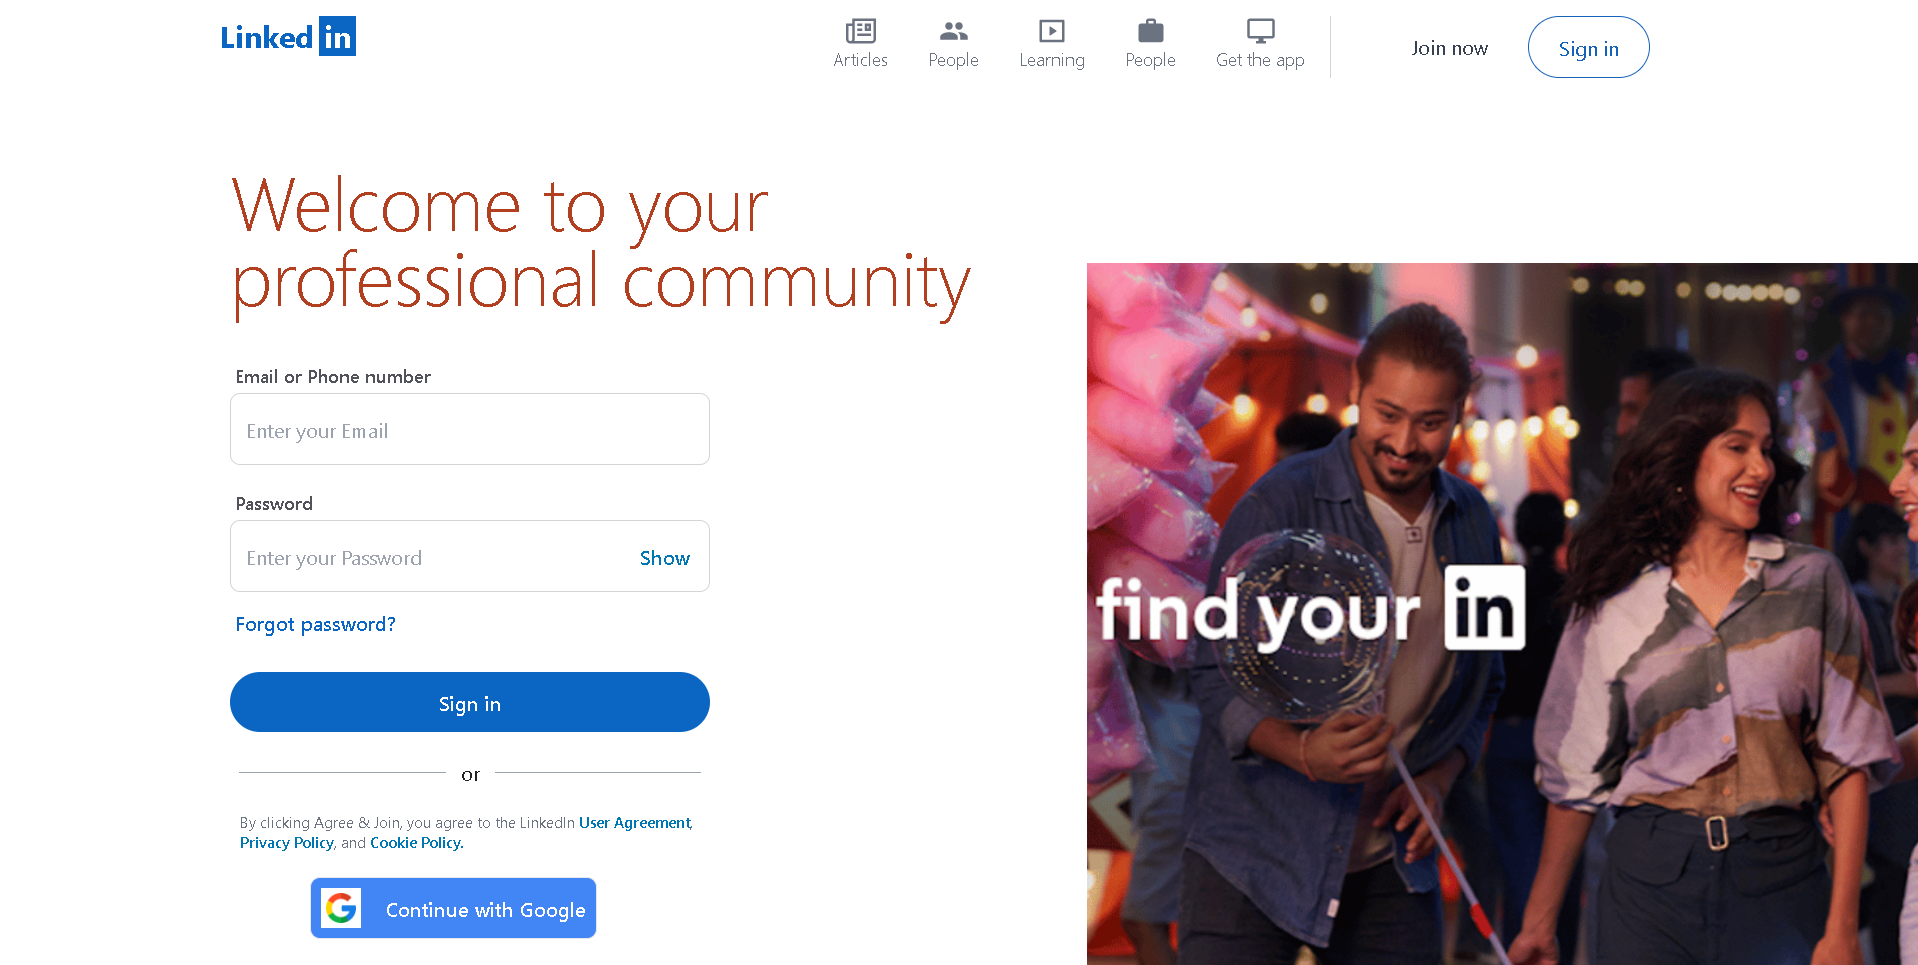 Linked in
Articles
People
Learning
People
Get the app
Join now
Sign in
Welcome to your
professional community
Email or Phone number
Enter your Email
Password
Enter your Password
Show
Forgot password?
Sign in
or
By clicking Agree & Join, you agree to the LinkedIn User Agreement,
Privacy Policy, and Cookie Policy.
Continue with Google
find your in